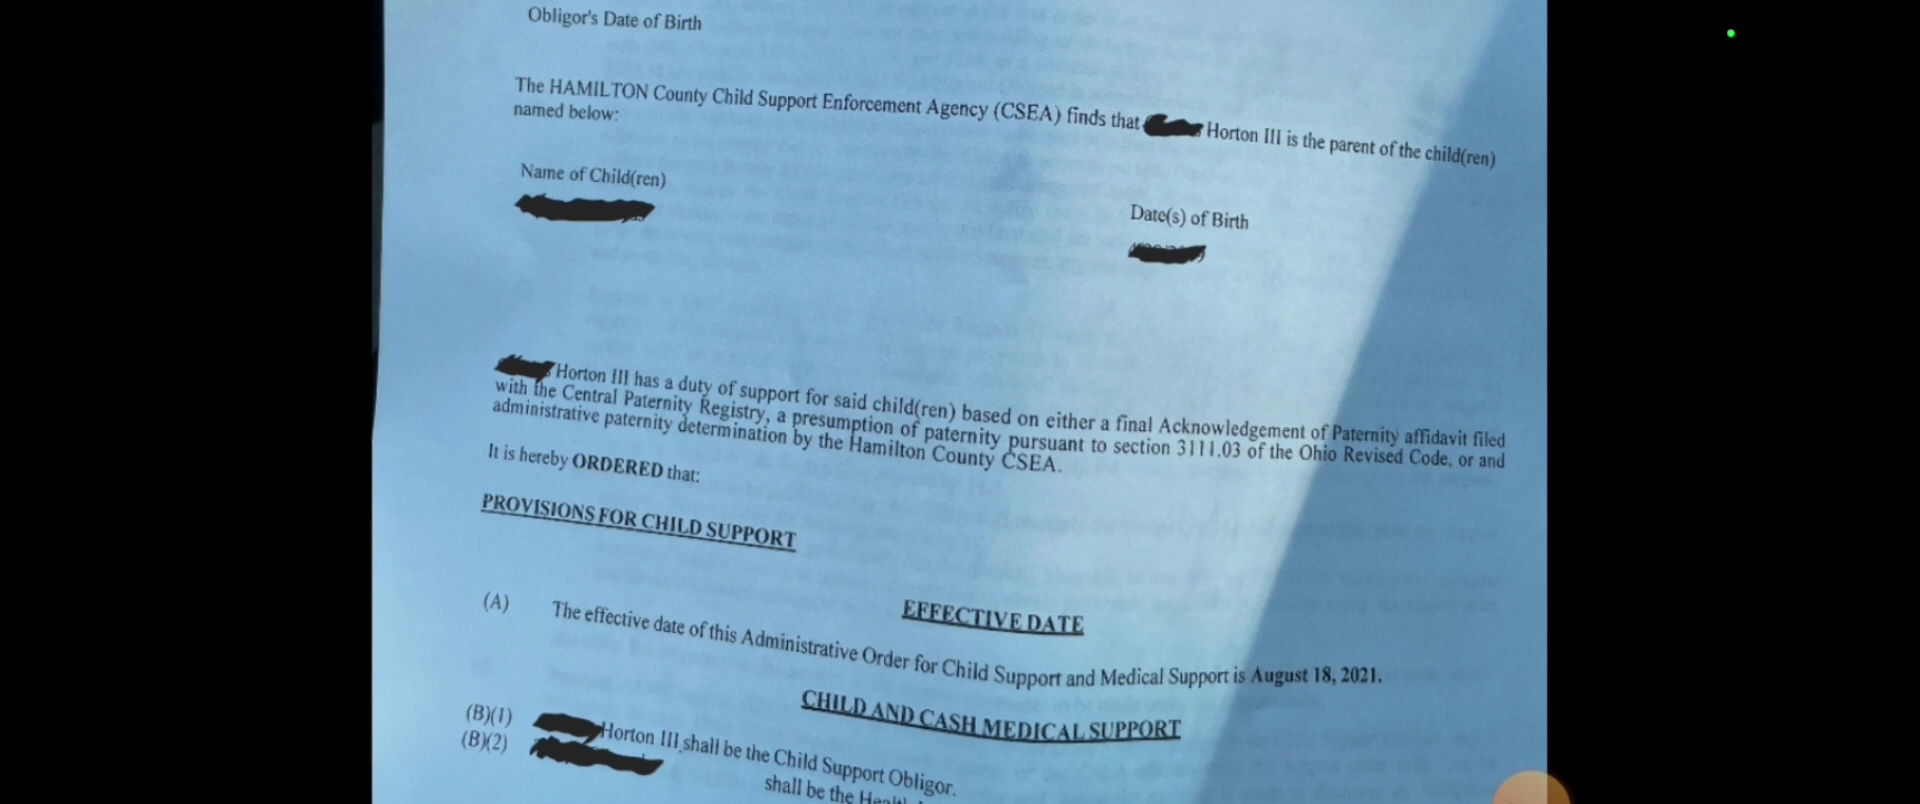 Obligor's Date of Birth
The HAMILTON County Child Support Enforcement Agency (CSEA) finds that Horton III is the parent of the child(ren)
named below:
Name of Child(ren)
Date(s) of Birth
Horton III has a duty of support for said child(ren) based on either a final Acknowledgement of Paternity affidavit filed
with the Central Paternity Registry, a presumption of paternity pursuant to section 3111.03 of the Ohio Revised Code, or and
administrative paternity determination by the Hamilton County CSEA.
It is hereby ORDERED that:
PROVISIONS FOR CHILD SUPPORT
EFFECTIVE DATE
(A) The effective date of this Administrative Order for Child Support and Medical Support is August 18, 2021.
CHILD AND CASH MEDICAL SUPPORT
(B)(1) Horton III shall be the Child Support Obligor.
(B)(2) shall be the